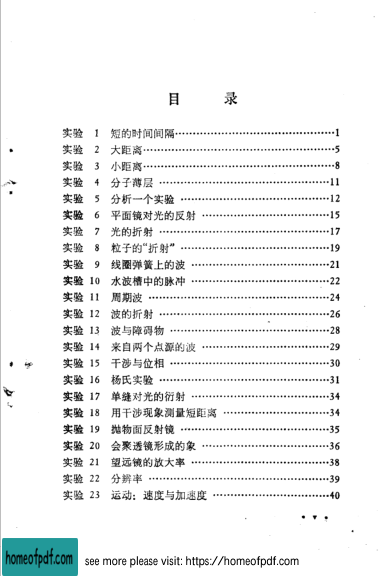 目 录
实验 1 短的时间间隔…………………………………1
实验 2 大距离…………………………………5
实验 3 小距离…………………………………8
实验 4 分子薄层…………………………………11
实验 5 分析一个实验…………………………………12
实验 6 平面镜对光的反射…………………………………15
实验 7 光的折射…………………………………17
实验 8 粒子的“折射”…………………………………19
实验 9 线圈弹簧上的波…………………………………21
实验 10 水波槽中的脉冲…………………………………22
实验 11 周期波…………………………………24
实验 12 波的折射…………………………………26
实验 13 波与障碍物…………………………………28
实验 14 来自两个点源的波…………………………………29
实验 15 干涉与位相…………………………………30
实验 16 杨氏实验…………………………………31
实验 17 单缝对光的衍射…………………………………34
实验 18 用干涉现象测量短距离…………………………………34
实验 19 抛物面反射镜…………………………………35
实验 20 会聚透镜形成的象…………………………………36
实验 21 望远镜的放大率…………………………………38
实验 22 分辨率…………………………………39
实验 23 运动：速度与加速度…………………………………40
homeofpdf.com
see more please visit: https://homeofpdf.com